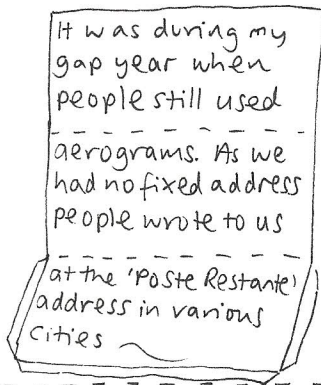 It was during my
gap year when
people still used
aerograms. As we
had no fixed address
people wrote to us
at the 'Poste Restante'
address in various
cities